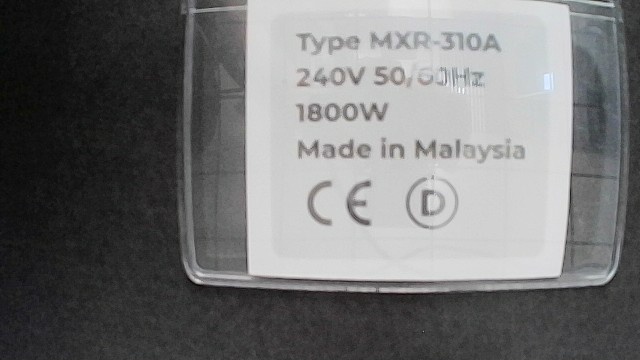 Type MXR-310A
240V 50/60Hz
1800W
Made in Malaysia
CE D